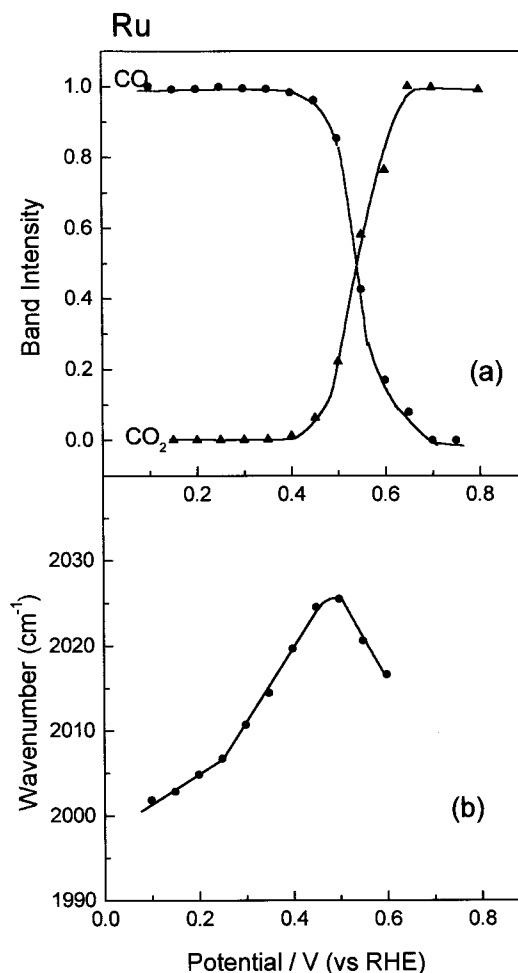 Ru
CO
1.0
0.8
0.6
0.4
0.2
0.0
Band Intensity
CO₂
(a)
0.2 0.4 0.6 0.8
2030
2020
2010
2000
1990
Wavenumber (cm⁻¹)
(b)
0.0 0.2 0.4 0.6 0.8
Potential / V (vs RHE)